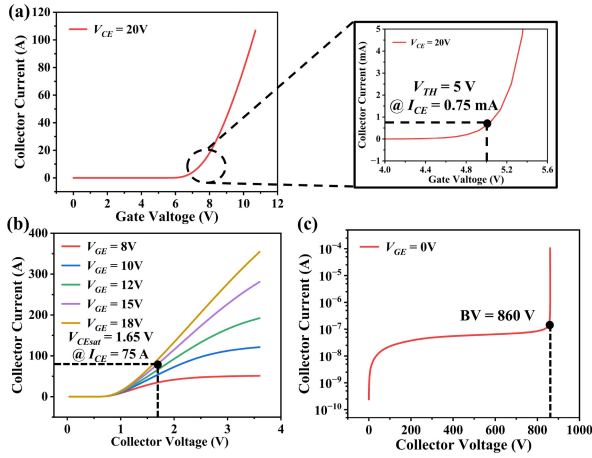 (a)
V_CE = 20V
Collector Current (A)
120
100
80
60
40
20
0
0 2 4 6 8 10 12
Gate Valtoge (V)
V_CE = 20V
V_TH = 5 V
@ I_CE = 0.75 mA
Collector Current (mA)
5
4
3
2
1
0
−1
4.0 4.4 4.8 5.2 5.6
Gate Valtoge (V)
(b)
V_GE = 8V
V_GE = 10V
V_GE = 12V
V_GE = 15V
V_GE = 18V
V_CEsat = 1.65 V
@ I_CE = 75 A
Collector Current (A)
400
300
200
100
0
0 1 2 3 4
Collector Voltage (V)
(c)
V_GE = 0V
BV = 860 V
Collector Current (A)
10⁻⁴
10⁻⁵
10⁻⁶
10⁻⁷
10⁻⁸
10⁻⁹
10⁻¹⁰
0 200 400 600 800 1000
Collector Voltage (V)